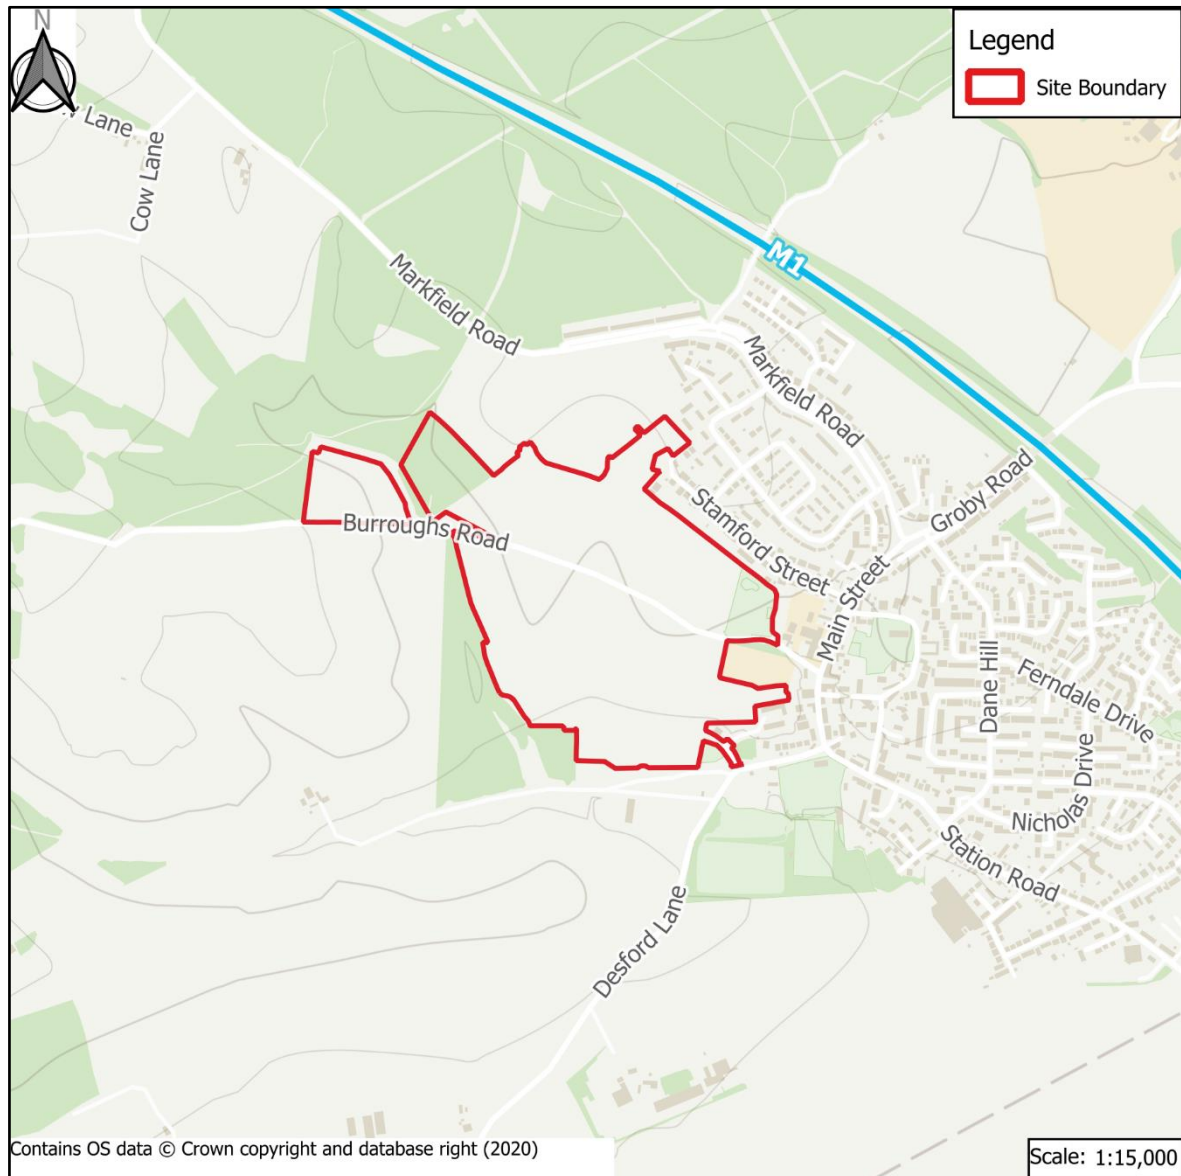 N
Legend
Site Boundary
Lane
Cow Lane
M1
Markfield Road
Markfield Road
Groby Road
Stamford Street
Burroughs Road
Main Street
Dane Hill
Ferndale Drive
Nicholas Drive
Station Road
Desford Lane
Contains OS data © Crown copyright and database right (2020)
Scale: 1:15,000